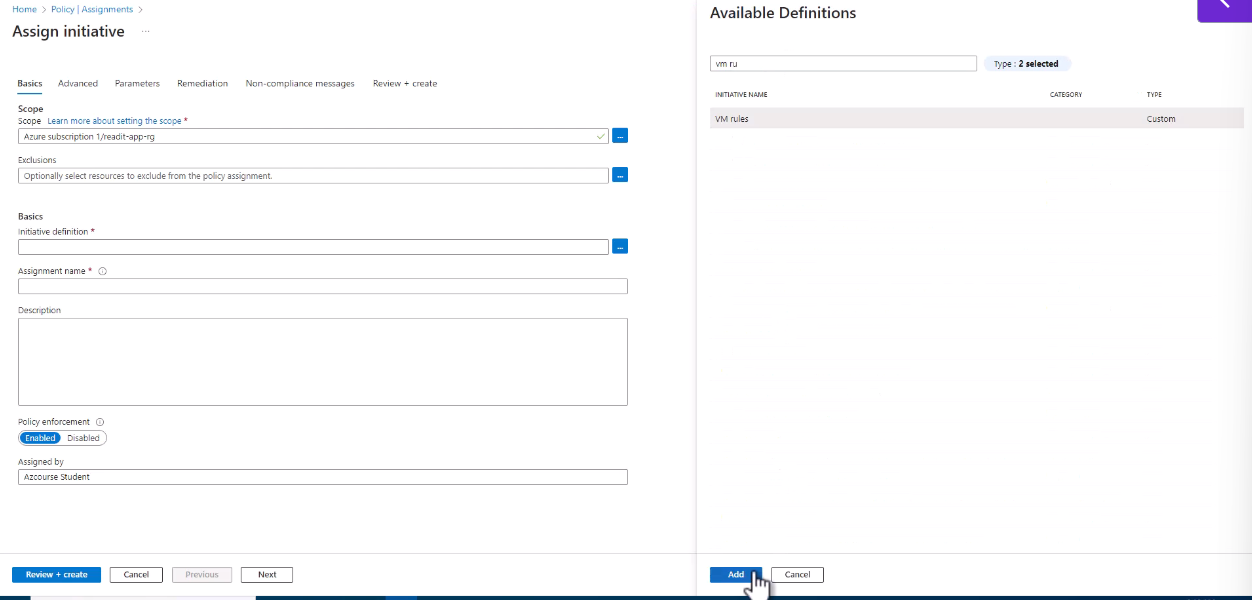 Home > Policy | Assignments >
Assign initiative ...
Basics Advanced Parameters Remediation Non-compliance messages Review + create
Scope
Scope Learn more about setting the scope *
Azure subscription 1/readit-app-rg
...
Exclusions
Optionally select resources to exclude from the policy assignment.
...
Basics
Initiative definition *
...
Assignment name *
Description
Policy enforcement
Enabled Disabled
Assigned by
Azcourse Student
Review + create Cancel Previous Next
Available Definitions
vm ru
Type : 2 selected
INITIATIVE NAME CATEGORY TYPE
VM rules Custom
Add Cancel